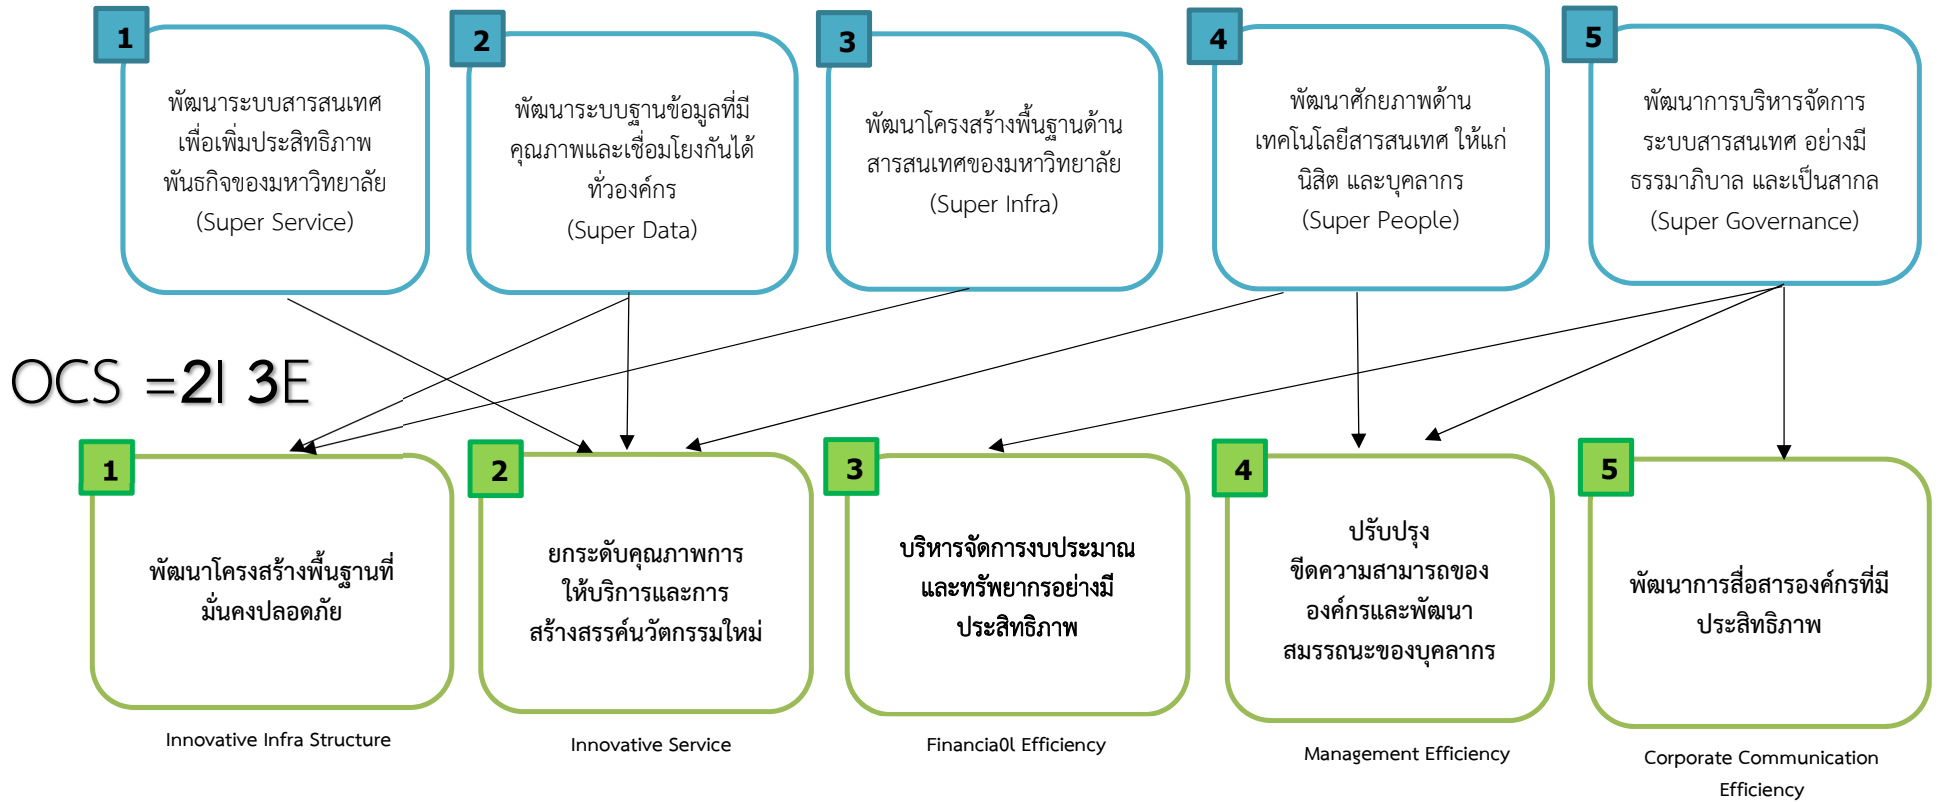 1
พัฒนาระบบสารสนเทศ
เพื่อเพิ่มประสิทธิภาพ
พันธกิจของมหาวิทยาลัย
(Super Service)
2
พัฒนาระบบฐานข้อมูลที่มี
คุณภาพและเชื่อมโยงกันได้
ทั่วองค์กร
(Super Data)
3
พัฒนาโครงสร้างพื้นฐานด้าน
สารสนเทศของมหาวิทยาลัย
(Super Infra)
4
พัฒนาศักยภาพด้าน
เทคโนโลยีสารสนเทศ ให้แก่
นิสิต และบุคลากร
(Super People)
5
พัฒนาการบริหารจัดการ
ระบบสารสนเทศ อย่างมี
ธรรมาภิบาล และเป็นสากล
(Super Governance)
OCS =2I 3E
1
พัฒนาโครงสร้างพื้นฐานที่
มั่นคงปลอดภัย
Innovative Infra Structure
2
ยกระดับคุณภาพการ
ให้บริการและการ
สร้างสรรค์นวัตกรรมใหม่
Innovative Service
3
บริหารจัดการงบประมาณ
และทรัพยากรอย่างมี
ประสิทธิภาพ
Financia0l Efficiency
4
ปรับปรุง
ขีดความสามารถของ
องค์กรและพัฒนา
สมรรถนะของบุคลากร
Management Efficiency
5
พัฒนาการสื่อสารองค์กรที่มี
ประสิทธิภาพ
Corporate Communication
Efficiency